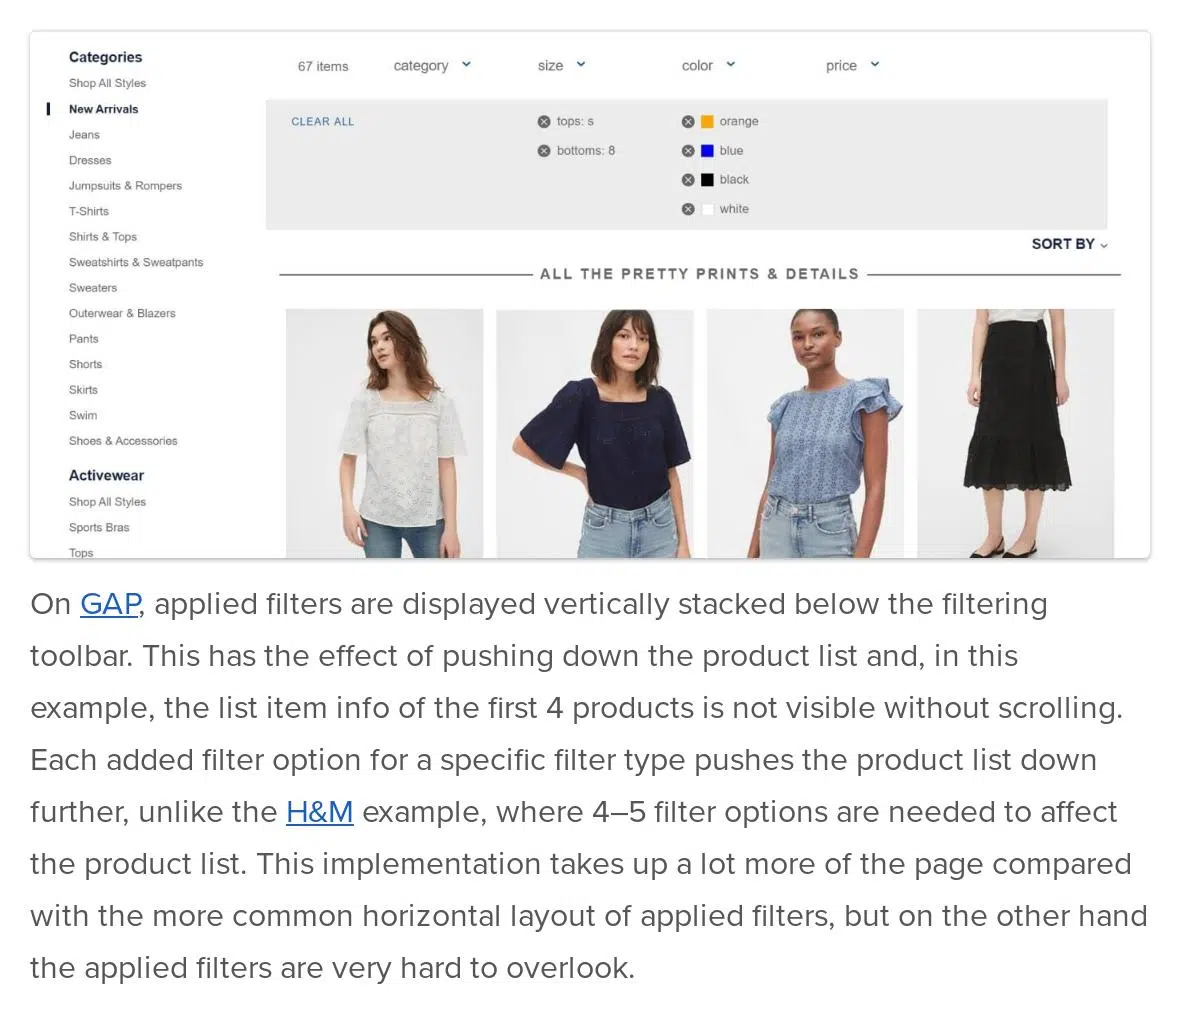 Categories
Shop All Styles
New Arrivals
Jeans
Dresses
Jumpsuits & Rompers
T-Shirts
Shirts & Tops
Sweatshirts & Sweatpants
Sweaters
Outerwear & Blazers
Pants
Shorts
Skirts
Swim
Shoes & Accessories
Activewear
Shop All Styles
Sports Bras
Tops
67 items category size color price
CLEAR ALL tops: s orange
bottoms: 8 blue
black
white
SORT BY
ALL THE PRETTY PRINTS & DETAILS
On GAP, applied filters are displayed vertically stacked below the filtering
toolbar. This has the effect of pushing down the product list and, in this
example, the list item info of the first 4 products is not visible without scrolling.
Each added filter option for a specific filter type pushes the product list down
further, unlike the H&M example, where 4–5 filter options are needed to affect
the product list. This implementation takes up a lot more of the page compared
with the more common horizontal layout of applied filters, but on the other hand
the applied filters are very hard to overlook.